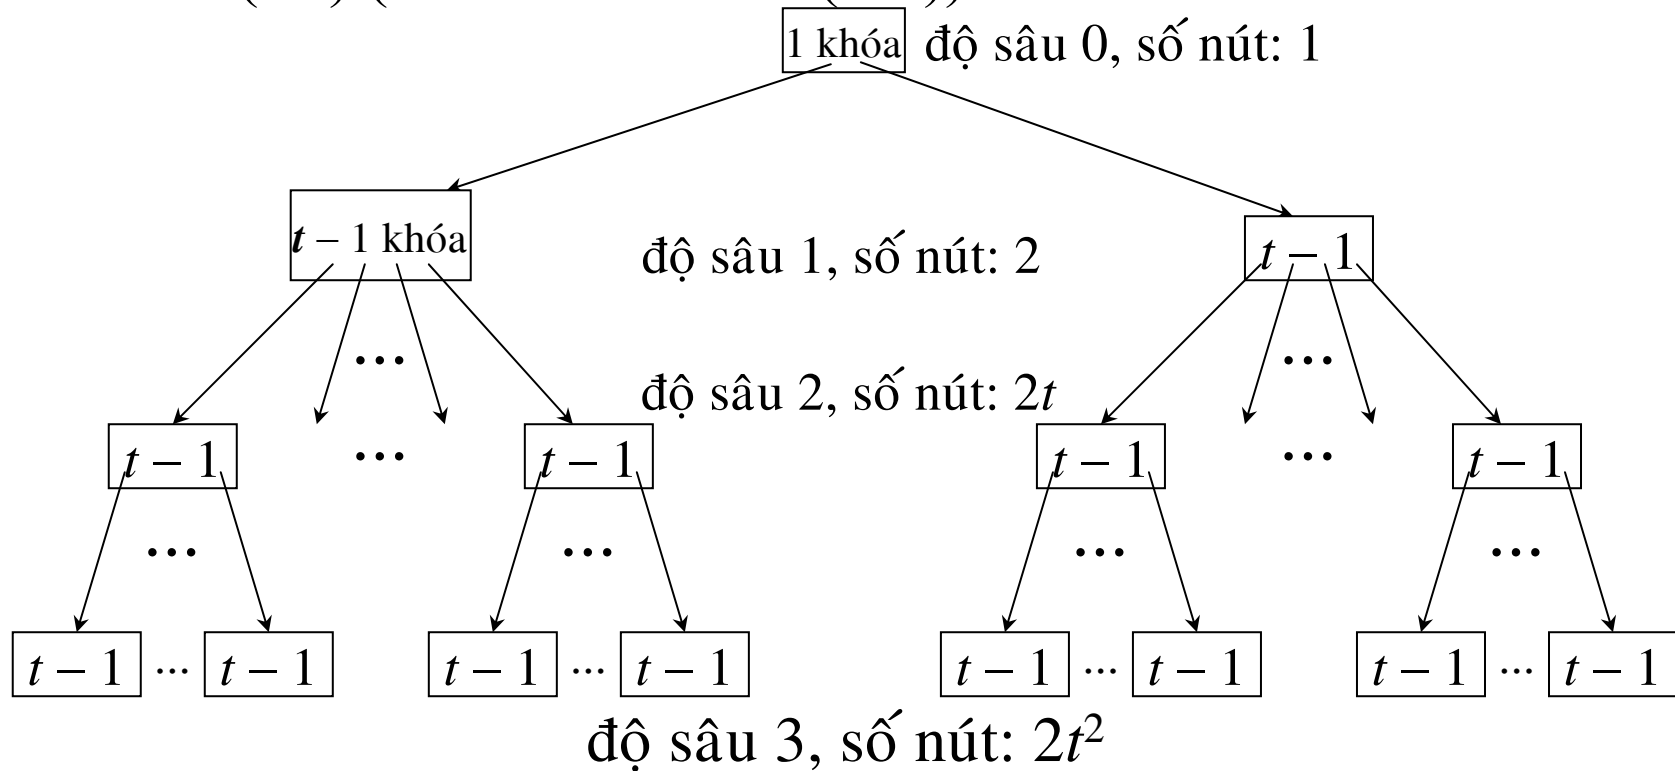 1 khóa độ sâu 0, số nút: 1
t – 1 khóa độ sâu 1, số nút: 2 t – 1
...  ...
độ sâu 2, số nút: 2t
t – 1 ... t – 1 t – 1 ... t – 1
... ... ... ...
t – 1 ... t – 1 t – 1 ... t – 1 t – 1 ... t – 1 t – 1 ... t – 1
độ sâu 3, số nút: 2t²